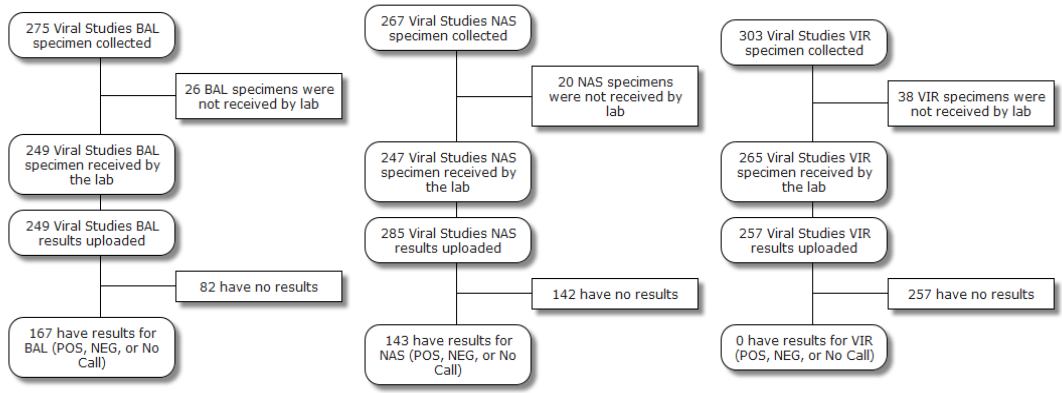 275 Viral Studies BAL
specimen collected
26 BAL specimens were
not received by lab
249 Viral Studies BAL
specimen received by
the lab
249 Viral Studies BAL
results uploaded
82 have no results
167 have results for
BAL (POS, NEG, or No
Call)
267 Viral Studies NAS
specimen collected
20 NAS specimens
were not received by
lab
247 Viral Studies NAS
specimen received by
the lab
285 Viral Studies NAS
results uploaded
142 have no results
143 have results for
NAS (POS, NEG, or No
Call)
303 Viral Studies VIR
specimen collected
38 VIR specimens were
not received by lab
265 Viral Studies VIR
specimen received by
the lab
257 Viral Studies VIR
results uploaded
257 have no results
0 have results for VIR
(POS, NEG, or No Call)